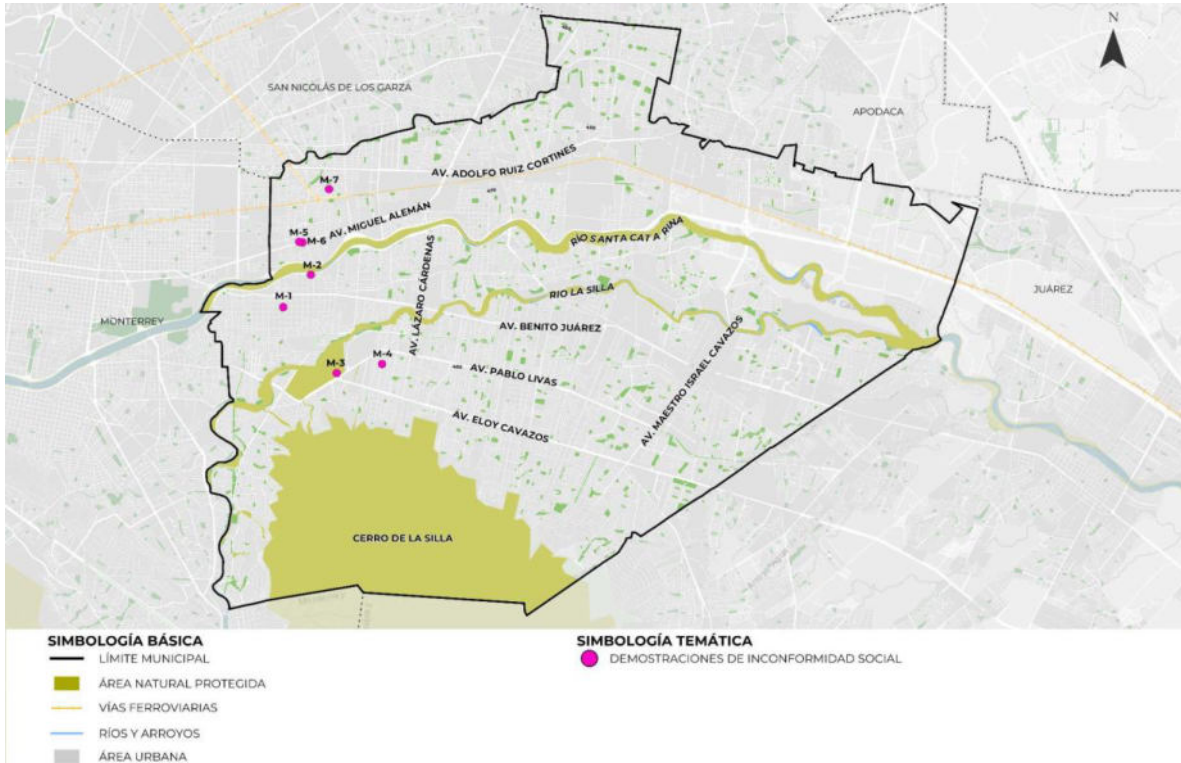 N
SAN NICOLÁS DE LOS GARZA
APODACA
AV. ADOLFO RUIZ CORTINES
M-7
AV. MIGUEL ALEMÁN
M-5
M-6
RÍO SANTA CATARINA
M-2
AV. LÁZARO CÁRDENAS
RIO LA SILLA
JUÁREZ
M-1
MONTERREY
AV. BENITO JUÁREZ
M-3
M-4
AV. PABLO LIVAS
AV. MAESTRO ISRAEL CAVAZOS
AV. ELOY CAVAZOS
CERRO DE LA SILLA
SIMBOLOGÍA BÁSICA
LÍMITE MUNICIPAL
ÁREA NATURAL PROTEGIDA
VÍAS FERROVIARIAS
RÍOS Y ARROYOS
ÁREA URBANA
SIMBOLOGÍA TEMÁTICA
DEMOSTRACIONES DE INCONFORMIDAD SOCIAL